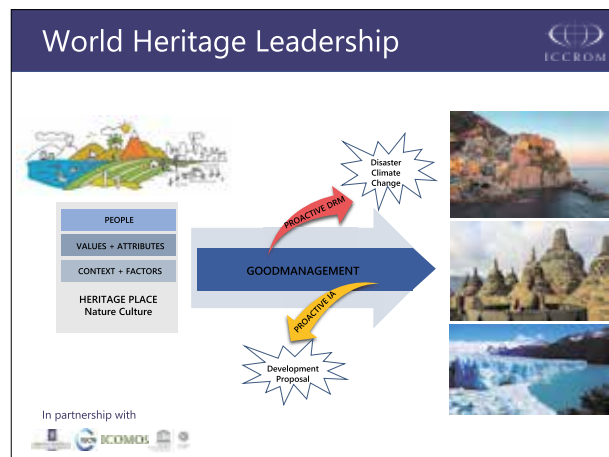 World Heritage Leadership
ICCROM
Disaster
Climate
Change
PROACTIVE DRM
PEOPLE
VALUES + ATTRIBUTES
CONTEXT + FACTORS
HERITAGE PLACE
Nature Culture
GOODMANAGEMENT
PROACTIVE IA
Development
Proposal
In partnership with
ICOMOS